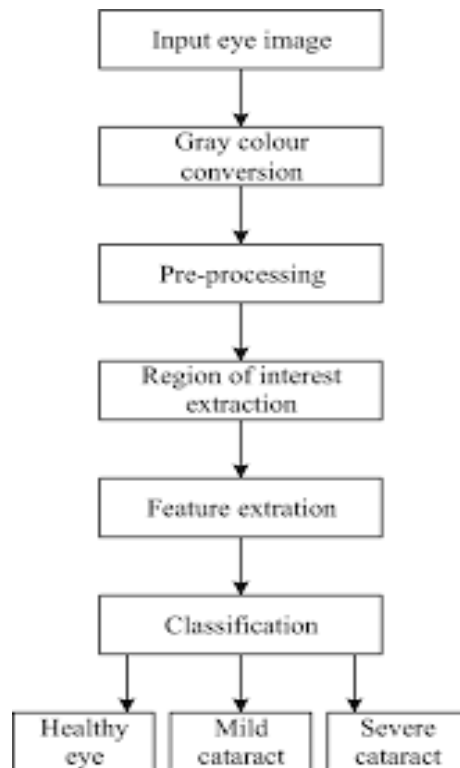 Input eye image
Gray colour
conversion
Pre-processing
Region of interest
extraction
Feature extration
Classification
Healthy
eye
Mild
cataract
Severe
cataract